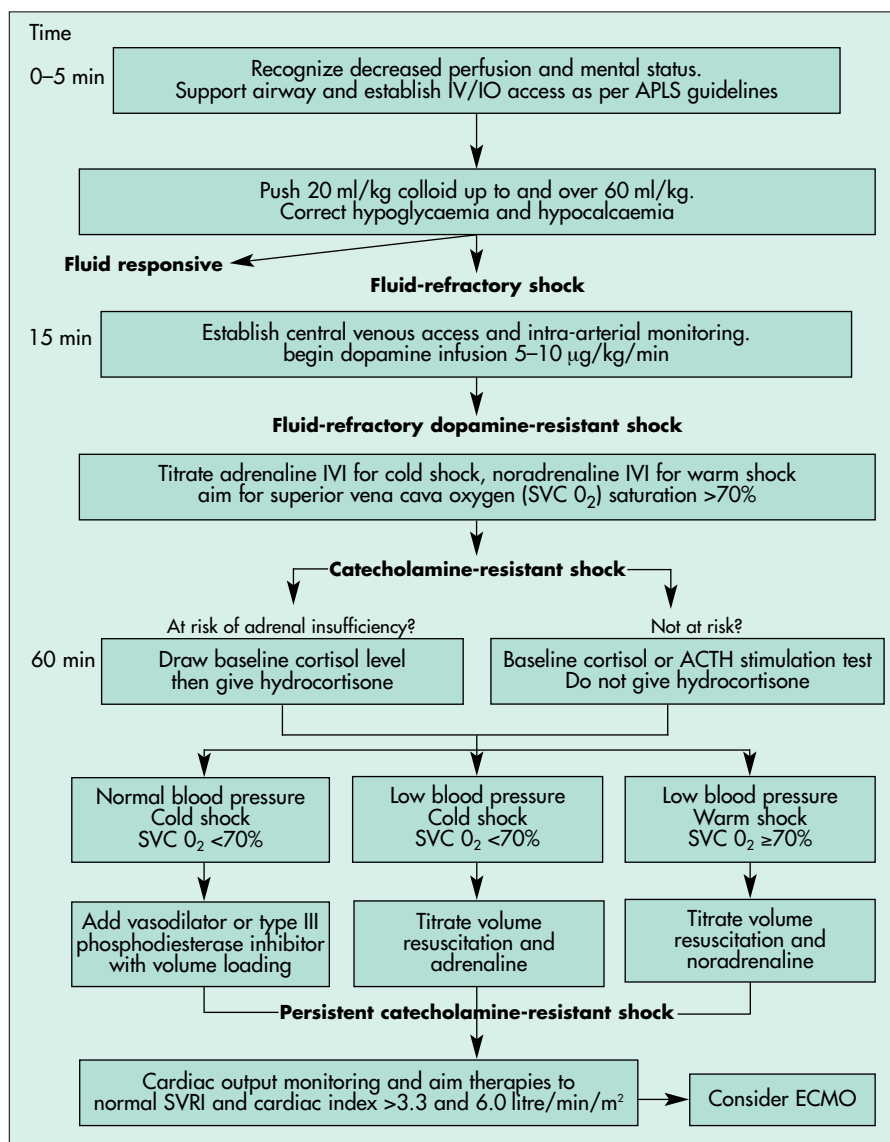 Time
0–5 min
Recognize decreased perfusion and mental status.
Support airway and establish IV/IO access as per APLS guidelines
Push 20 ml/kg colloid up to and over 60 ml/kg.
Correct hypoglycaemia and hypocalcaemia
Fluid responsive
Fluid-refractory shock
15 min
Establish central venous access and intra-arterial monitoring.
begin dopamine infusion 5–10 µg/kg/min
Fluid-refractory dopamine-resistant shock
Titrate adrenaline IVI for cold shock, noradrenaline IVI for warm shock
aim for superior vena cava oxygen (SVC 0₂) saturation >70%
Catecholamine-resistant shock
At risk of adrenal insufficiency?
Not at risk?
60 min
Draw baseline cortisol level
then give hydrocortisone
Baseline cortisol or ACTH stimulation test
Do not give hydrocortisone
Normal blood pressure
Cold shock
SVC 0₂ <70%
Low blood pressure
Cold shock
SVC 0₂ <70%
Low blood pressure
Warm shock
SVC 0₂ ≥70%
Add vasodilator or type III
phosphodiesterase inhibitor
with volume loading
Titrate volume
resuscitation and
adrenaline
Titrate volume
resuscitation and
noradrenaline
Persistent catecholamine-resistant shock
Cardiac output monitoring and aim therapies to
normal SVRI and cardiac index >3.3 and 6.0 litre/min/m²
Consider ECMO